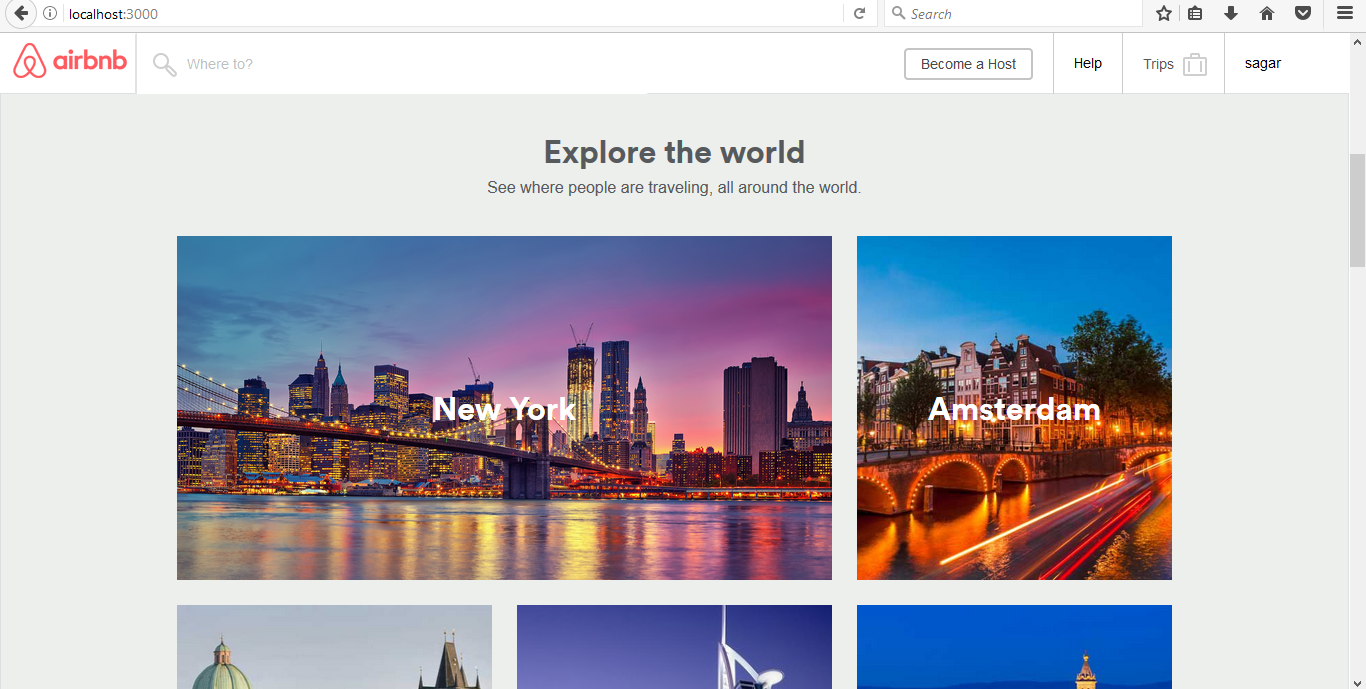 localhost:3000
Search
airbnb
Where to?
Become a Host
Help
Trips
sagar
Explore the world
See where people are traveling, all around the world.
New York
Amsterdam